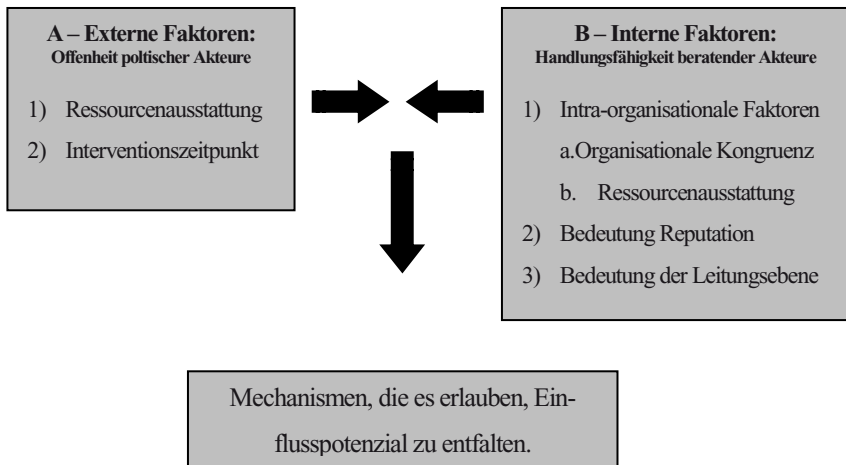 A – Externe Faktoren:
Offenheit poltischer Akteure
1) Ressourcenausstattung
2) Interventionszeitpunkt
B – Interne Faktoren:
Handlungsfähigkeit beratender Akteure
1) Intra-organisationale Faktoren
a.Organisationale Kongruenz
b. Ressourcenausstattung
2) Bedeutung Reputation
3) Bedeutung der Leitungsebene
Mechanismen, die es erlauben, Ein-
flusspotenzial zu entfalten.